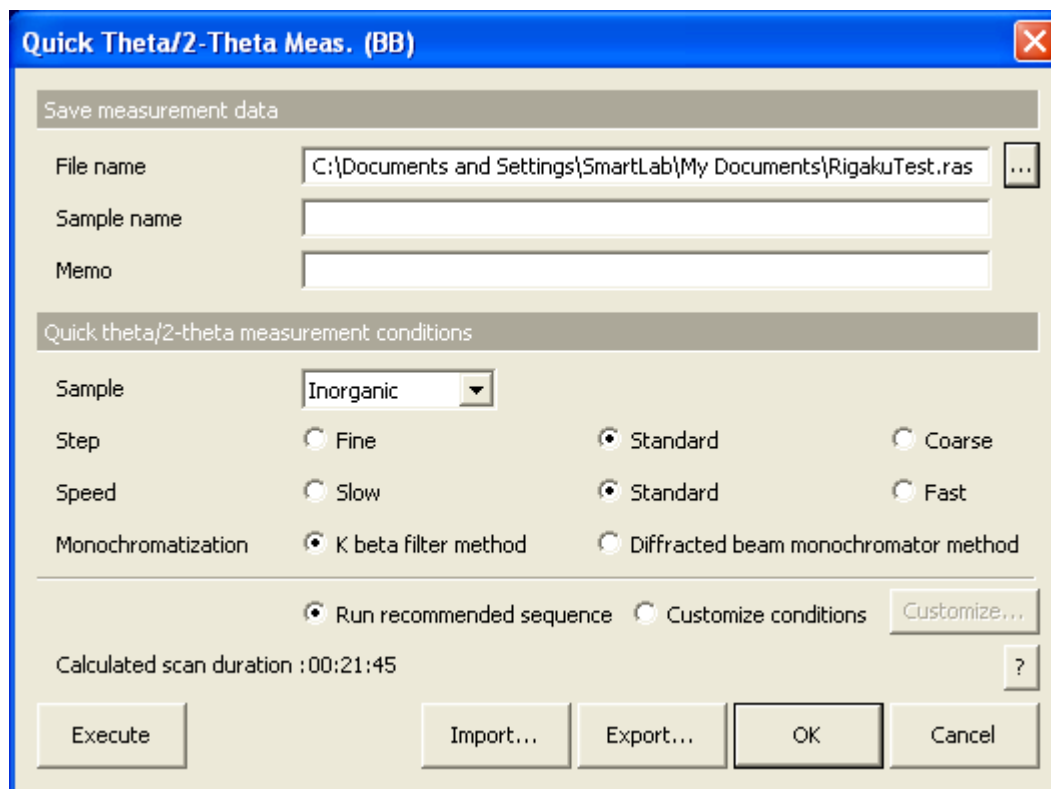 Quick Theta/2-Theta Meas. (BB)
Save measurement data
File name C:\Documents and Settings\SmartLab\My Documents\RigakuTest.ras ...
Sample name
Memo
Quick theta/2-theta measurement conditions
Sample Inorganic
Step Fine Standard Coarse
Speed Slow Standard Fast
Monochromatization K beta filter method Diffracted beam monochromator method
Run recommended sequence Customize conditions Customize...
Calculated scan duration :00:21:45 ?
Execute Import... Export... OK Cancel